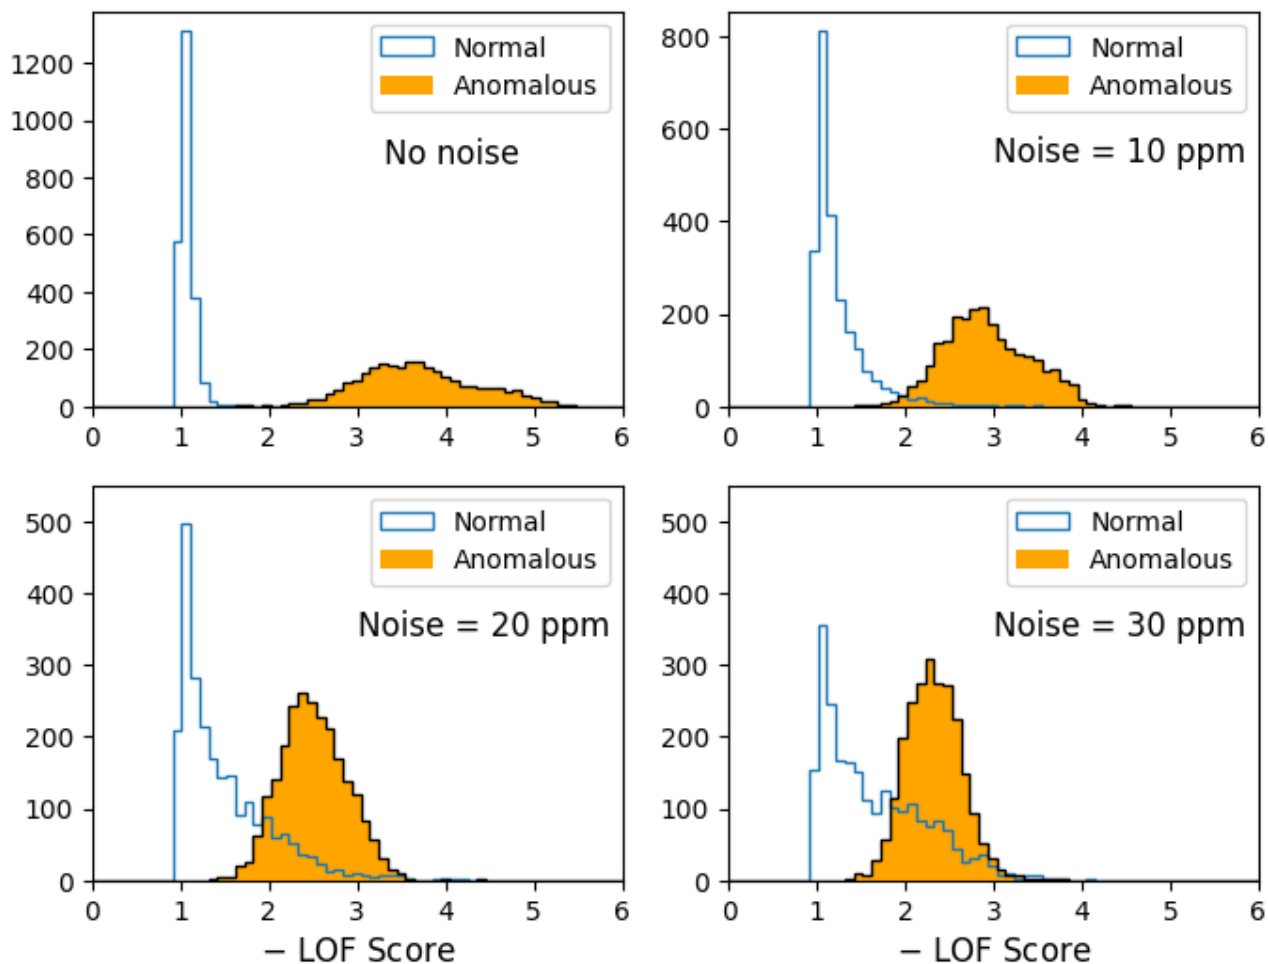 Normal
Anomalous
No noise
1200
1000
800
600
400
200
0
0 1 2 3 4 5 6
Normal
Anomalous
Noise = 10 ppm
800
600
400
200
0
0 1 2 3 4 5 6
Normal
Anomalous
Noise = 20 ppm
500
400
300
200
100
0
0 1 2 3 4 5 6
− LOF Score
Normal
Anomalous
Noise = 30 ppm
500
400
300
200
100
0
0 1 2 3 4 5 6
− LOF Score